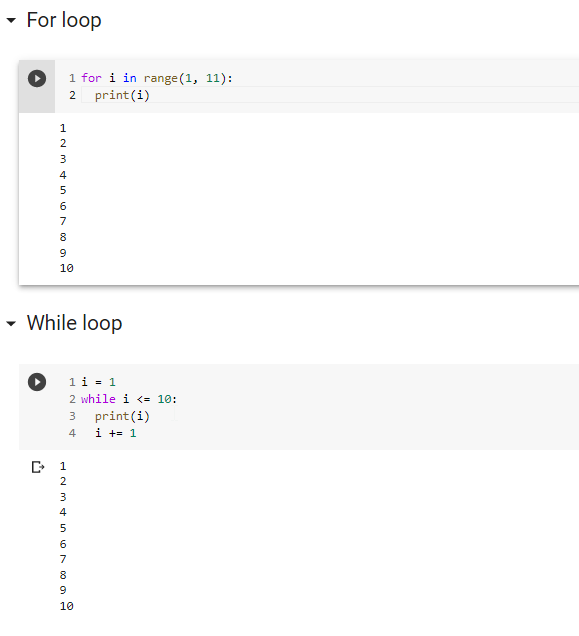 For loop
1 for i in range(1, 11):
2   print(i)
1
2
3
4
5
6
7
8
9
10
While loop
1 i = 1
2 while i <= 10:
3   print(i)
4   i += 1
1
2
3
4
5
6
7
8
9
10